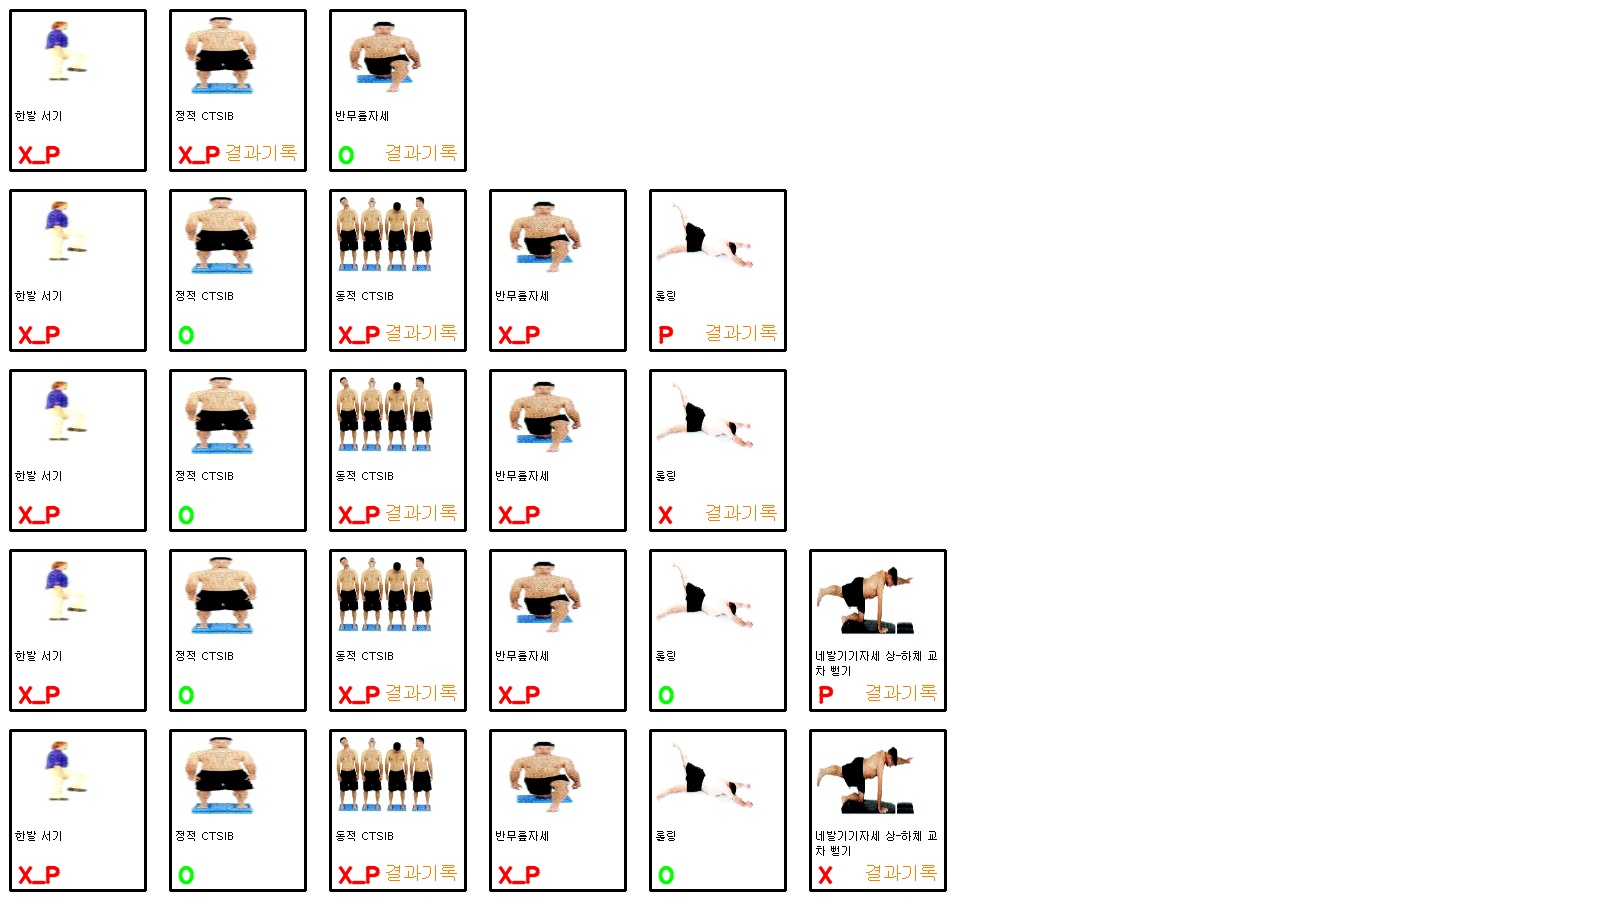 한발 서기 정적 CTSIB 반무릎자세
X_P X_P 결과기록 O 결과기록
한발 서기 정적 CTSIB 동적 CTSIB 반무릎자세 롤링
X_P O X_P 결과기록 X_P P 결과기록
한발 서기 정적 CTSIB 동적 CTSIB 반무릎자세 롤링
X_P O X_P 결과기록 X_P X 결과기록
한발 서기 정적 CTSIB 동적 CTSIB 반무릎자세 롤링 네발기기자세 상-하체 교
차 뻗기
X_P O X_P 결과기록 X_P O P 결과기록
한발 서기 정적 CTSIB 동적 CTSIB 반무릎자세 롤링 네발기기자세 상-하체 교
차 뻗기
X_P O X_P 결과기록 X_P O X 결과기록